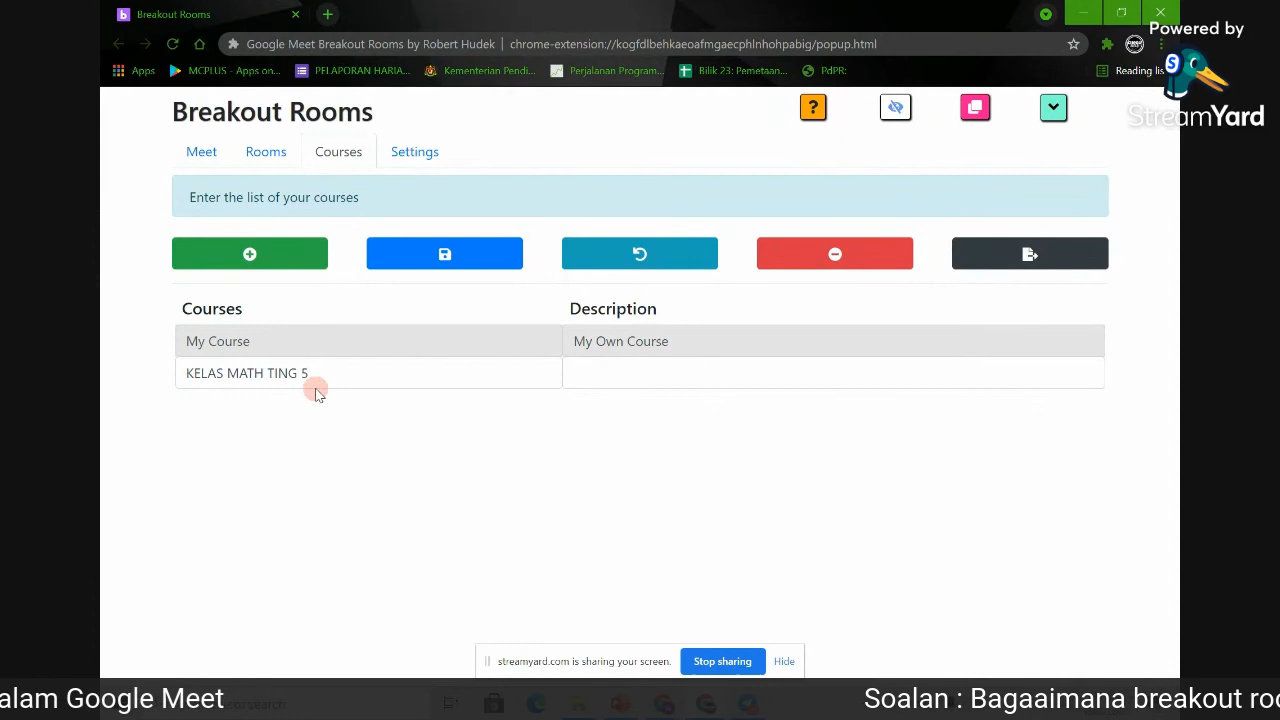 Breakout Rooms
Google Meet Breakout Rooms by Robert Hudek
chrome-extension://kogfdlbehkaeoafmgaecphlnhohpabig/popup.html
Apps
MCPLUS - Apps on...
PELAPORAN HARIA...
Kementerian Pendi...
Perjalanan Program...
Bilik 23: Pemetaan...
PdPR:
Reading lis
Powered by
StreamYard
Breakout Rooms
?
Meet Rooms Courses Settings
Enter the list of your courses
Courses Description
My Course My Own Course
KELAS MATH TING 5
streamyard.com is sharing your screen. Stop sharing Hide
alam Google Meet Soalan : Bagaaimana breakout roo